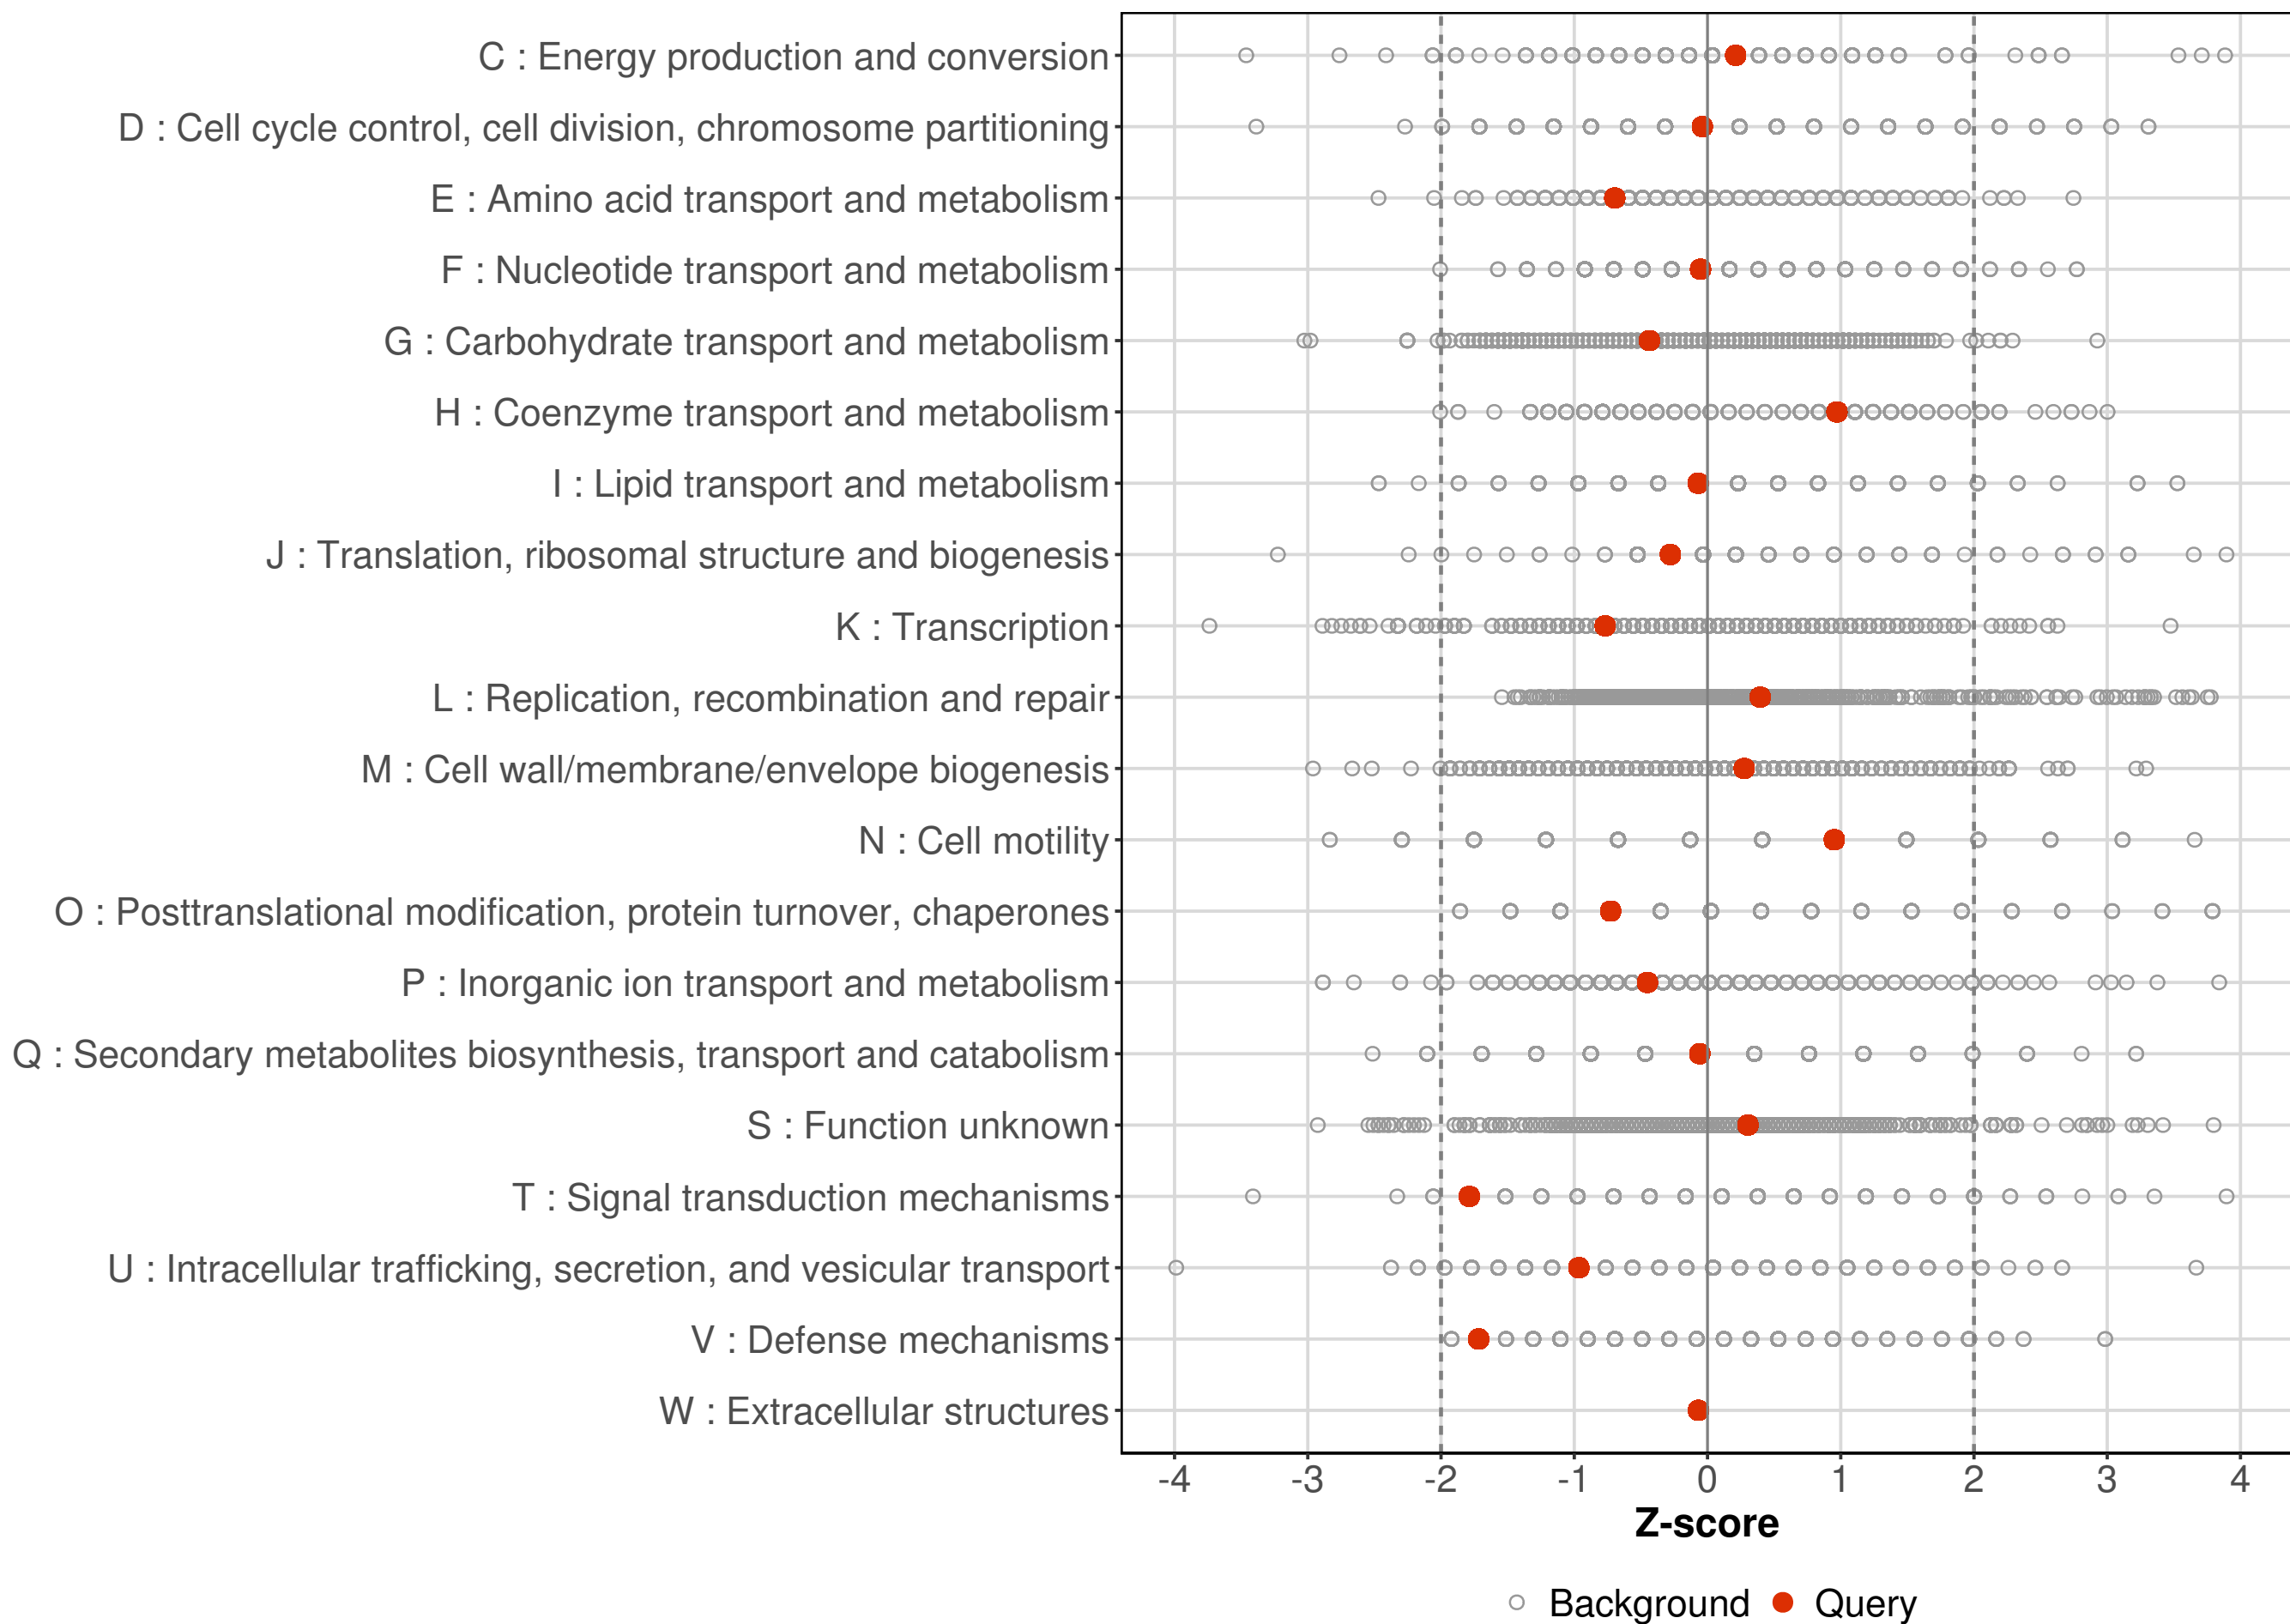 C : Energy production and conversion
D : Cell cycle control, cell division, chromosome partitioning
E : Amino acid transport and metabolism
F : Nucleotide transport and metabolism
G : Carbohydrate transport and metabolism
H : Coenzyme transport and metabolism
I : Lipid transport and metabolism
J : Translation, ribosomal structure and biogenesis
K : Transcription
L : Replication, recombination and repair
M : Cell wall/membrane/envelope biogenesis
N : Cell motility
O : Posttranslational modification, protein turnover, chaperones
P : Inorganic ion transport and metabolism
Q : Secondary metabolites biosynthesis, transport and catabolism
S : Function unknown
T : Signal transduction mechanisms
U : Intracellular trafficking, secretion, and vesicular transport
V : Defense mechanisms
W : Extracellular structures
-4 -3 -2 -1 0 1 2 3 4
Z-score
Background Query